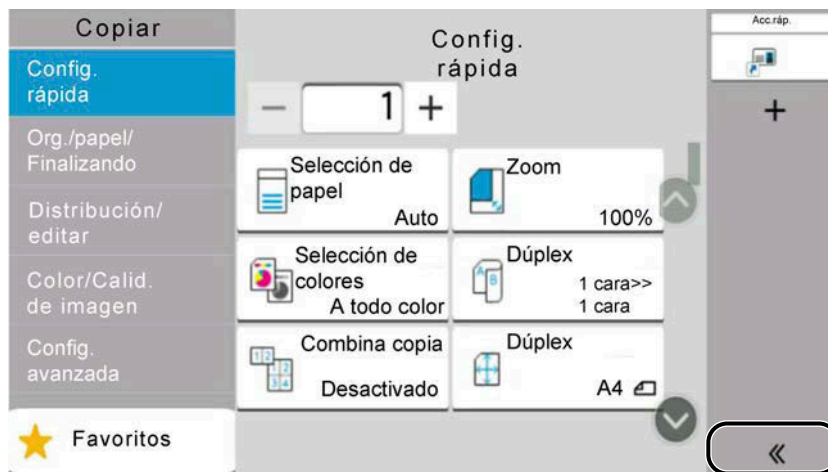 Copiar
Config.
rápida
Org./papel/
Finalizando
Distribución/
editar
Color/Calid.
de imagen
Config.
avanzada
Favoritos
Config.
rápida
1
Selección de
papel
Auto
Zoom
100%
Selección de
colores
A todo color
Dúplex
1 cara>>
1 cara
Combina copia
Desactivado
Dúplex
A4
Acc.ráp.